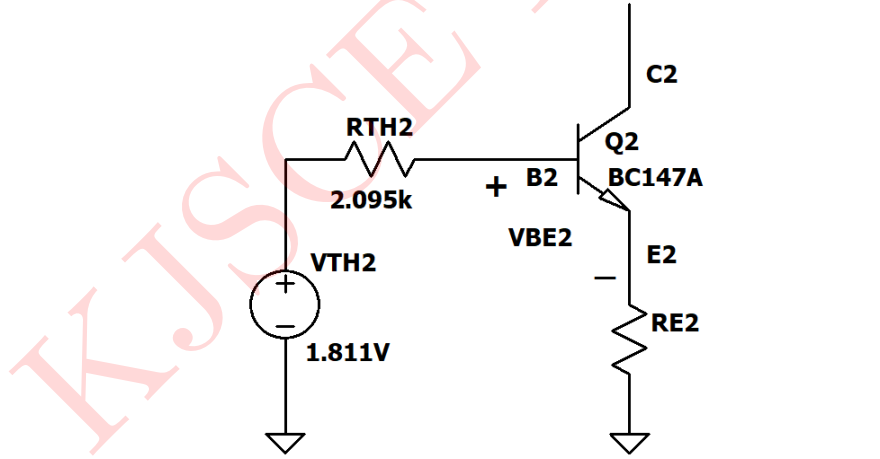 C2
RTH2
Q2
+ B2 BC147A
2.095k
VBE2
E2
VTH2
+
−
−
RE2
1.811V
KJSCE